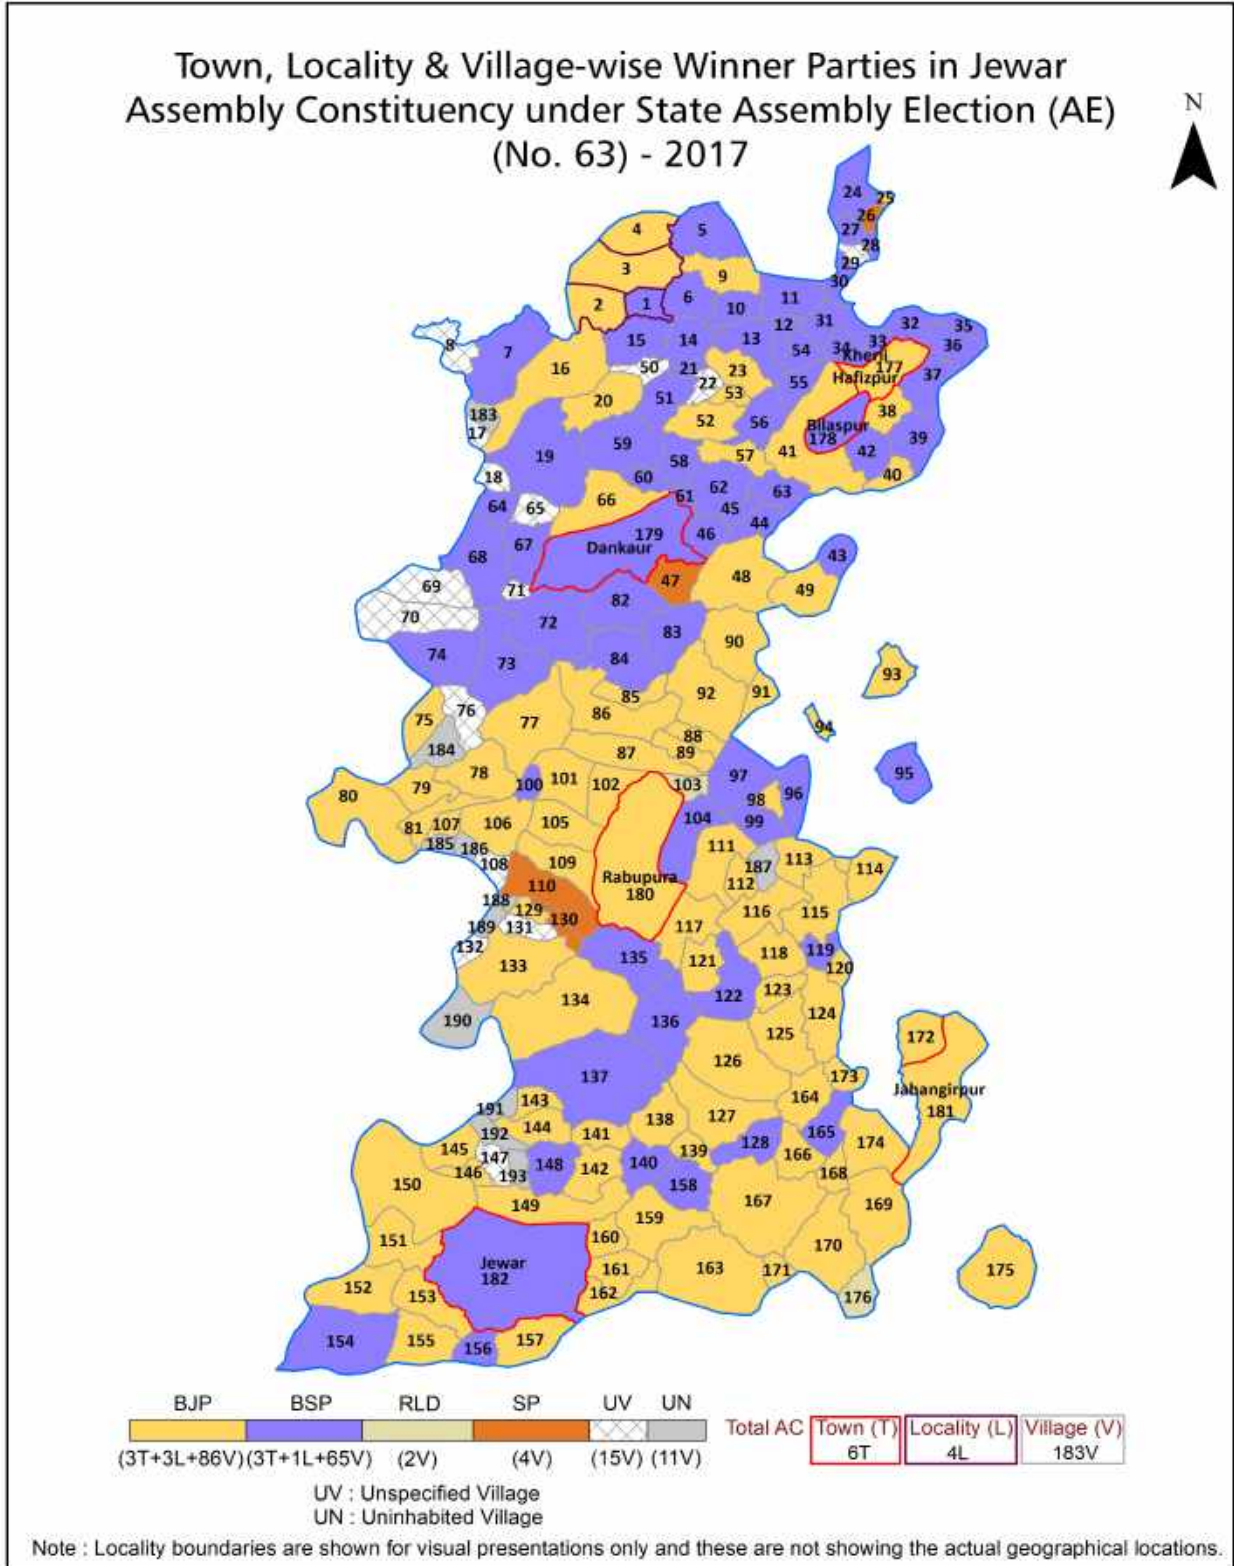 Town, Locality & Village-wise Winner Parties in Jewar
Assembly Constituency under State Assembly Election (AE)
(No. 63) - 2017
N
24 25
26
27
28
29
30
4 5
3
9
2 1 6 10 11
12 31 32 35
8 7 15 14 13 54 34 33 36
Kherli
16 50 21 23 177 37
22 Hafizpur
55
20 51 53 38
183 52 56 Bilaspur
17 178 39
19 59 57 41 42
58 40
18 60
66 61 62 63
64 65 45
179 46 44
67 Dankaur
68 43
69 71 47 48 49
70 82
72 83
90
74 73 84
93
85 92 91
75 76 77 86 94
88
184 87 89
78 97 95
79 100 101 102 103
80 98 96
81 107 106 105 104 99
185 186
108 109 111 113 114
187
110 Rabupura 112
180
188 129 116 115
189 131 130 117
132 118 119
133 135 121 120
123
134 122
190 136 124
125
172
126
137 173
Jahangirpur
143 164 181
191
144 141 138 127 165
192 128 174
145 147 139 166
146 193 148 142 140 168
150 158
149 167 169
159
151 160 170
Jewar
182 161 163 171 175
152 153 162 176
154 155 156 157
BJP BSP RLD SP UV UN
(3T+3L+86V) (3T+1L+65V) (2V) (4V) (15V) (11V)
Total AC Town (T) Locality (L) Village (V)
6T 4L 183V
UV : Unspecified Village
UN : Uninhabited Village
Note : Locality boundaries are shown for visual presentations only and these are not showing the actual geographical locations.